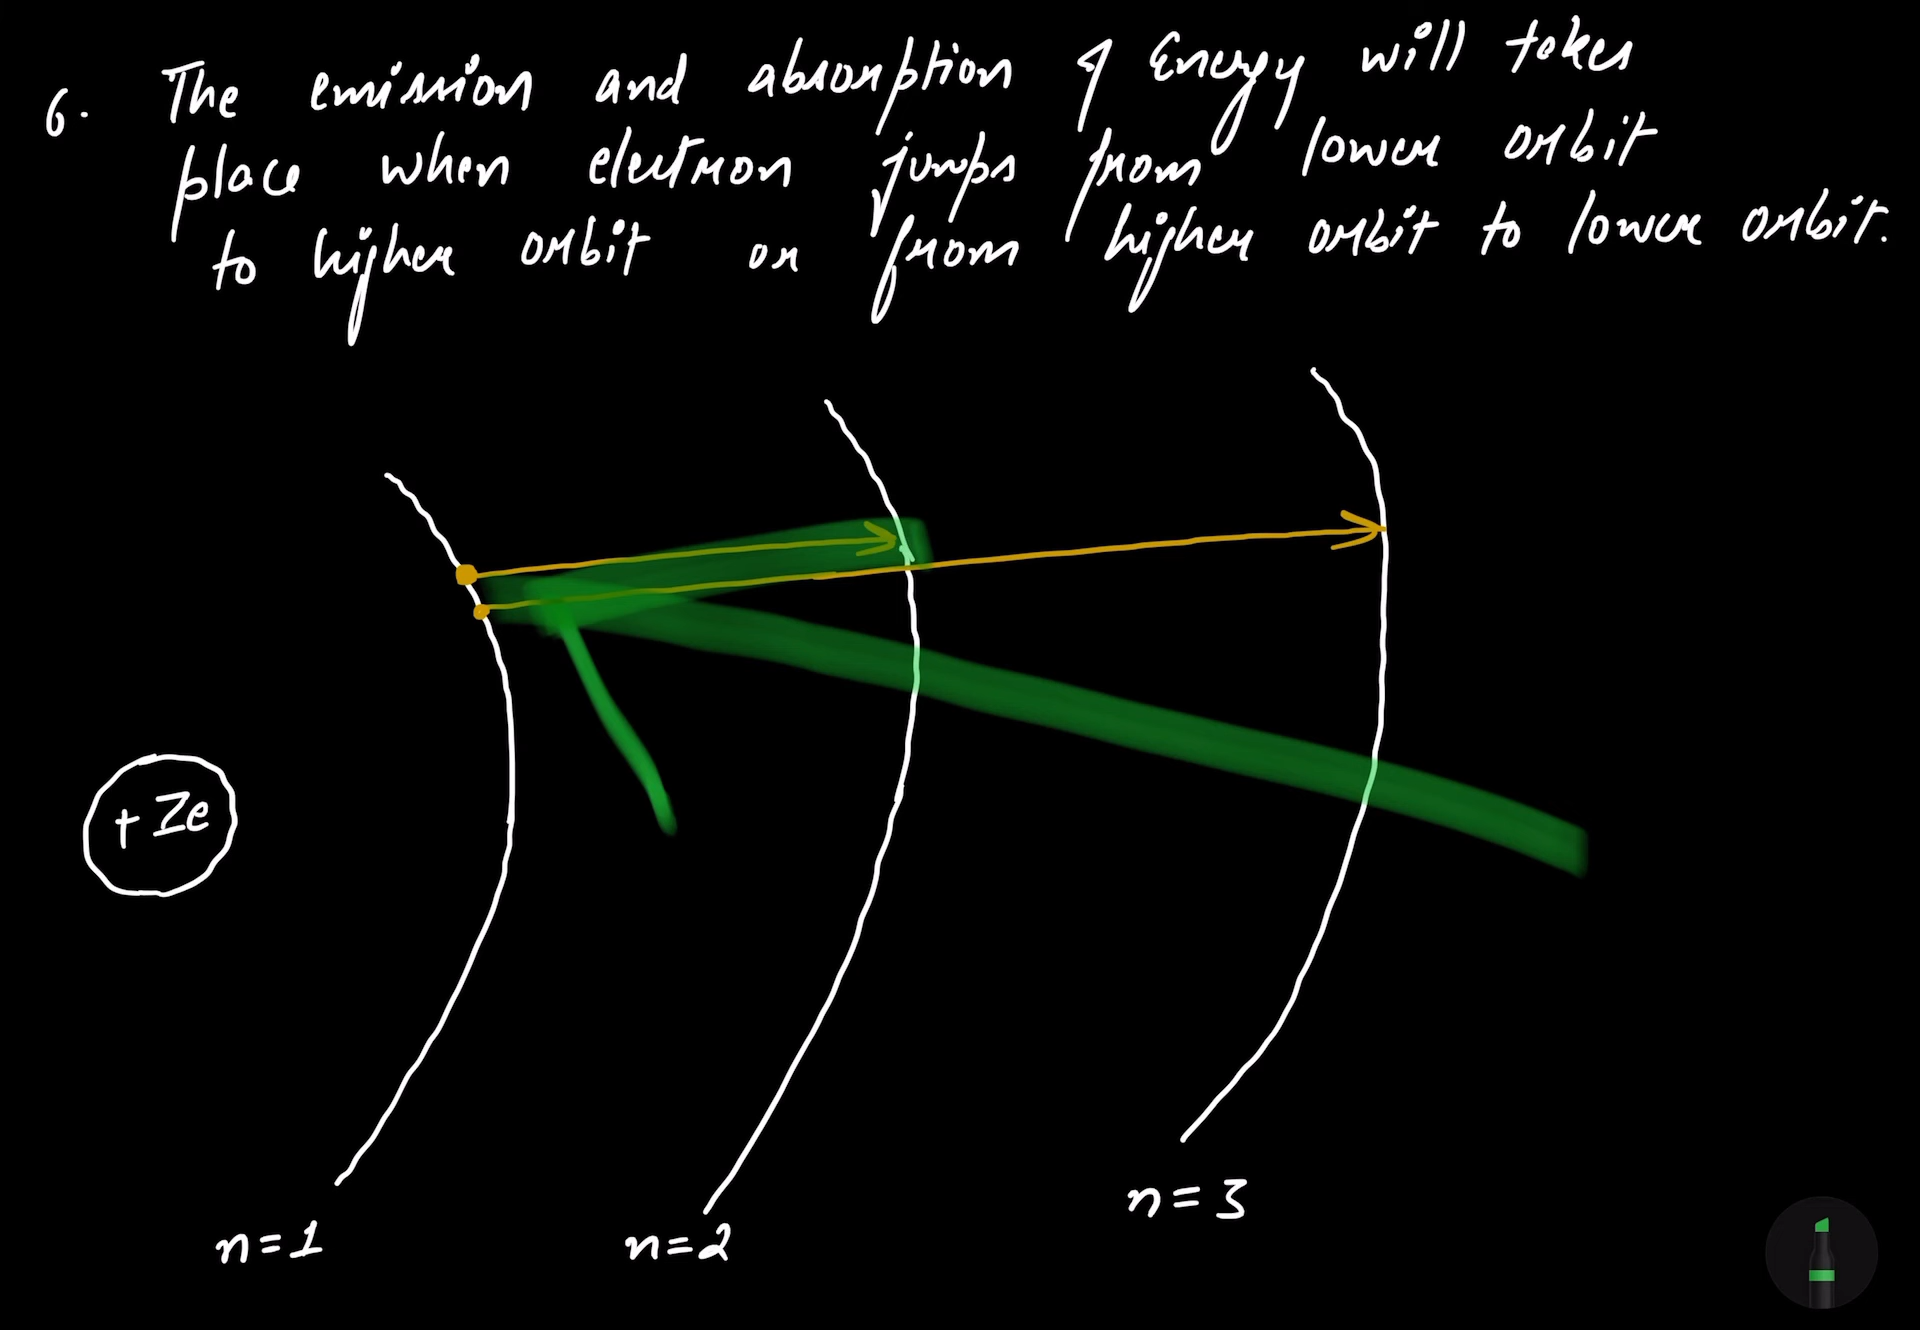 6. The emission and absorption of Energy will takes
place when electron jumps from lower orbit
to higher orbit or from higher orbit to lower orbit.
+ Ze
n=1
n=2
n=3